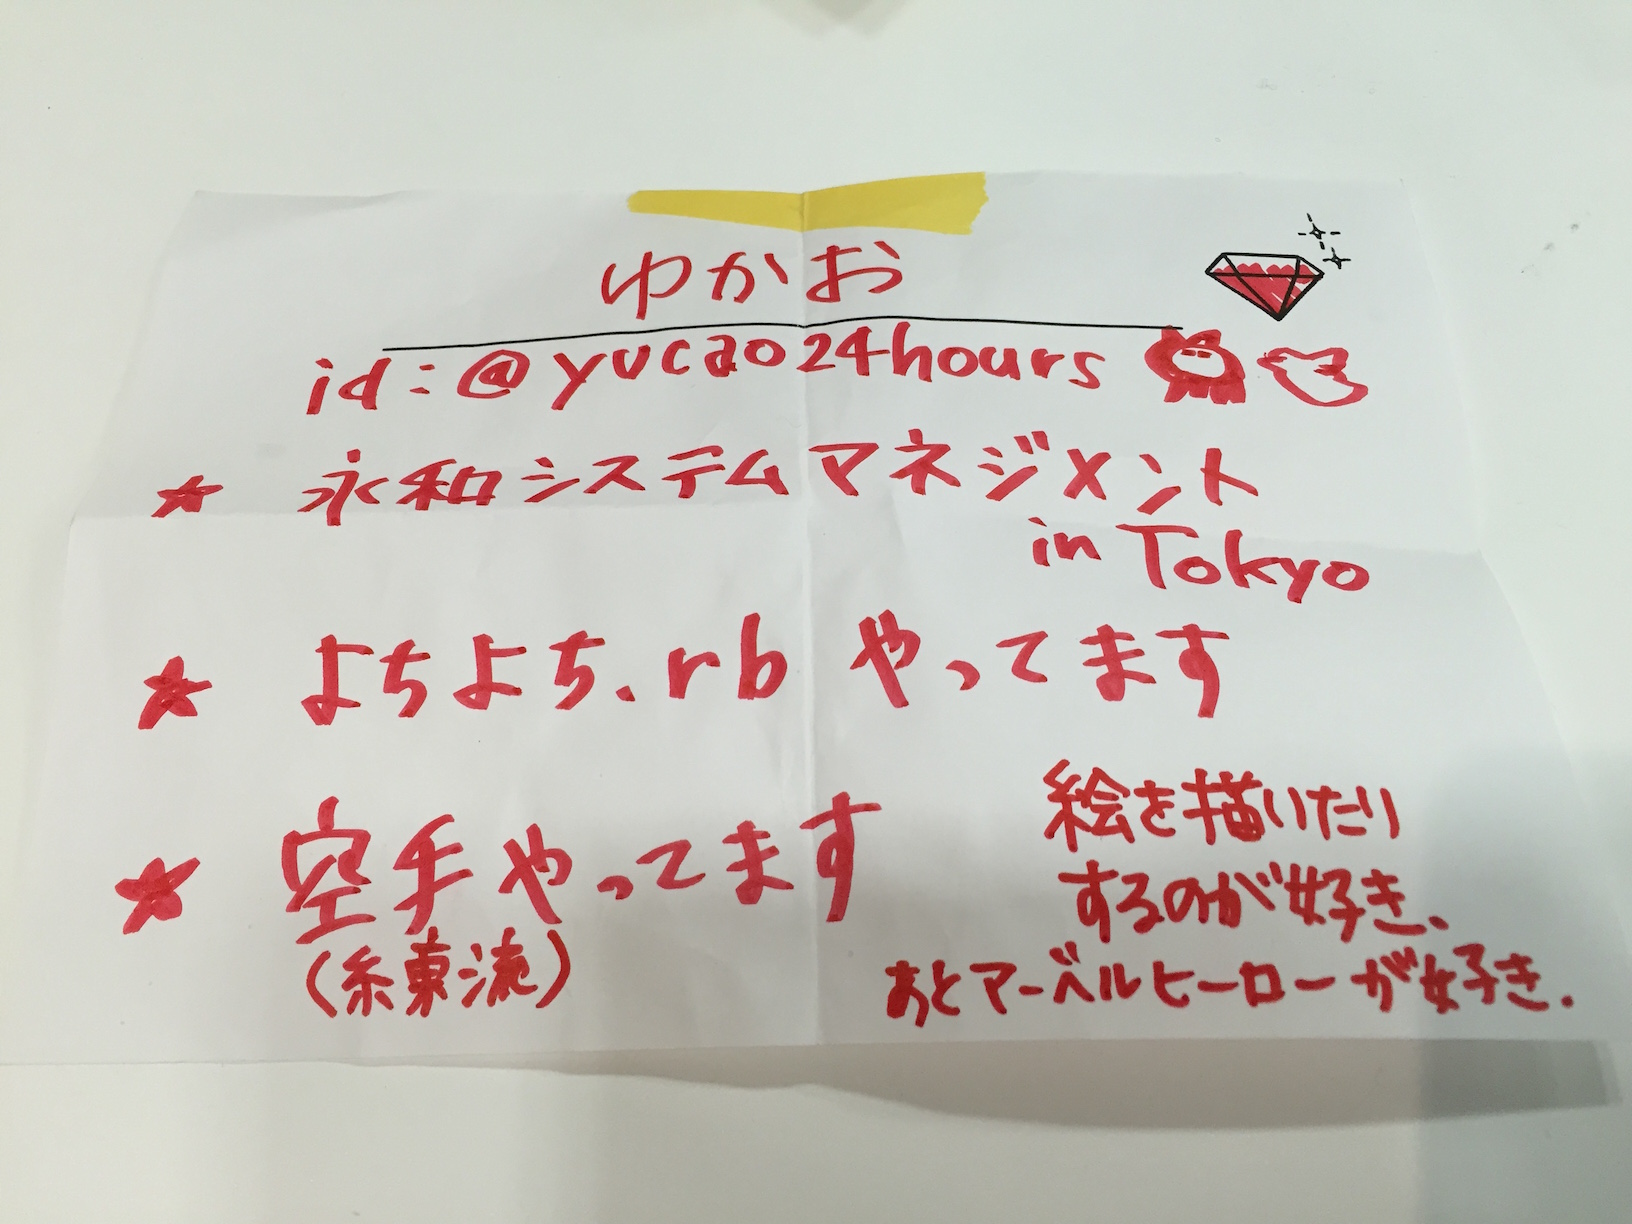 ゆかお
id:@yucao24hours
★ 永和システムマネジメント
in Tokyo
★ よちよち.rb やってます
★ 空手やってます
(糸東流)
絵を描いたり
するのが好き、
あとマーベルヒーローが好き.